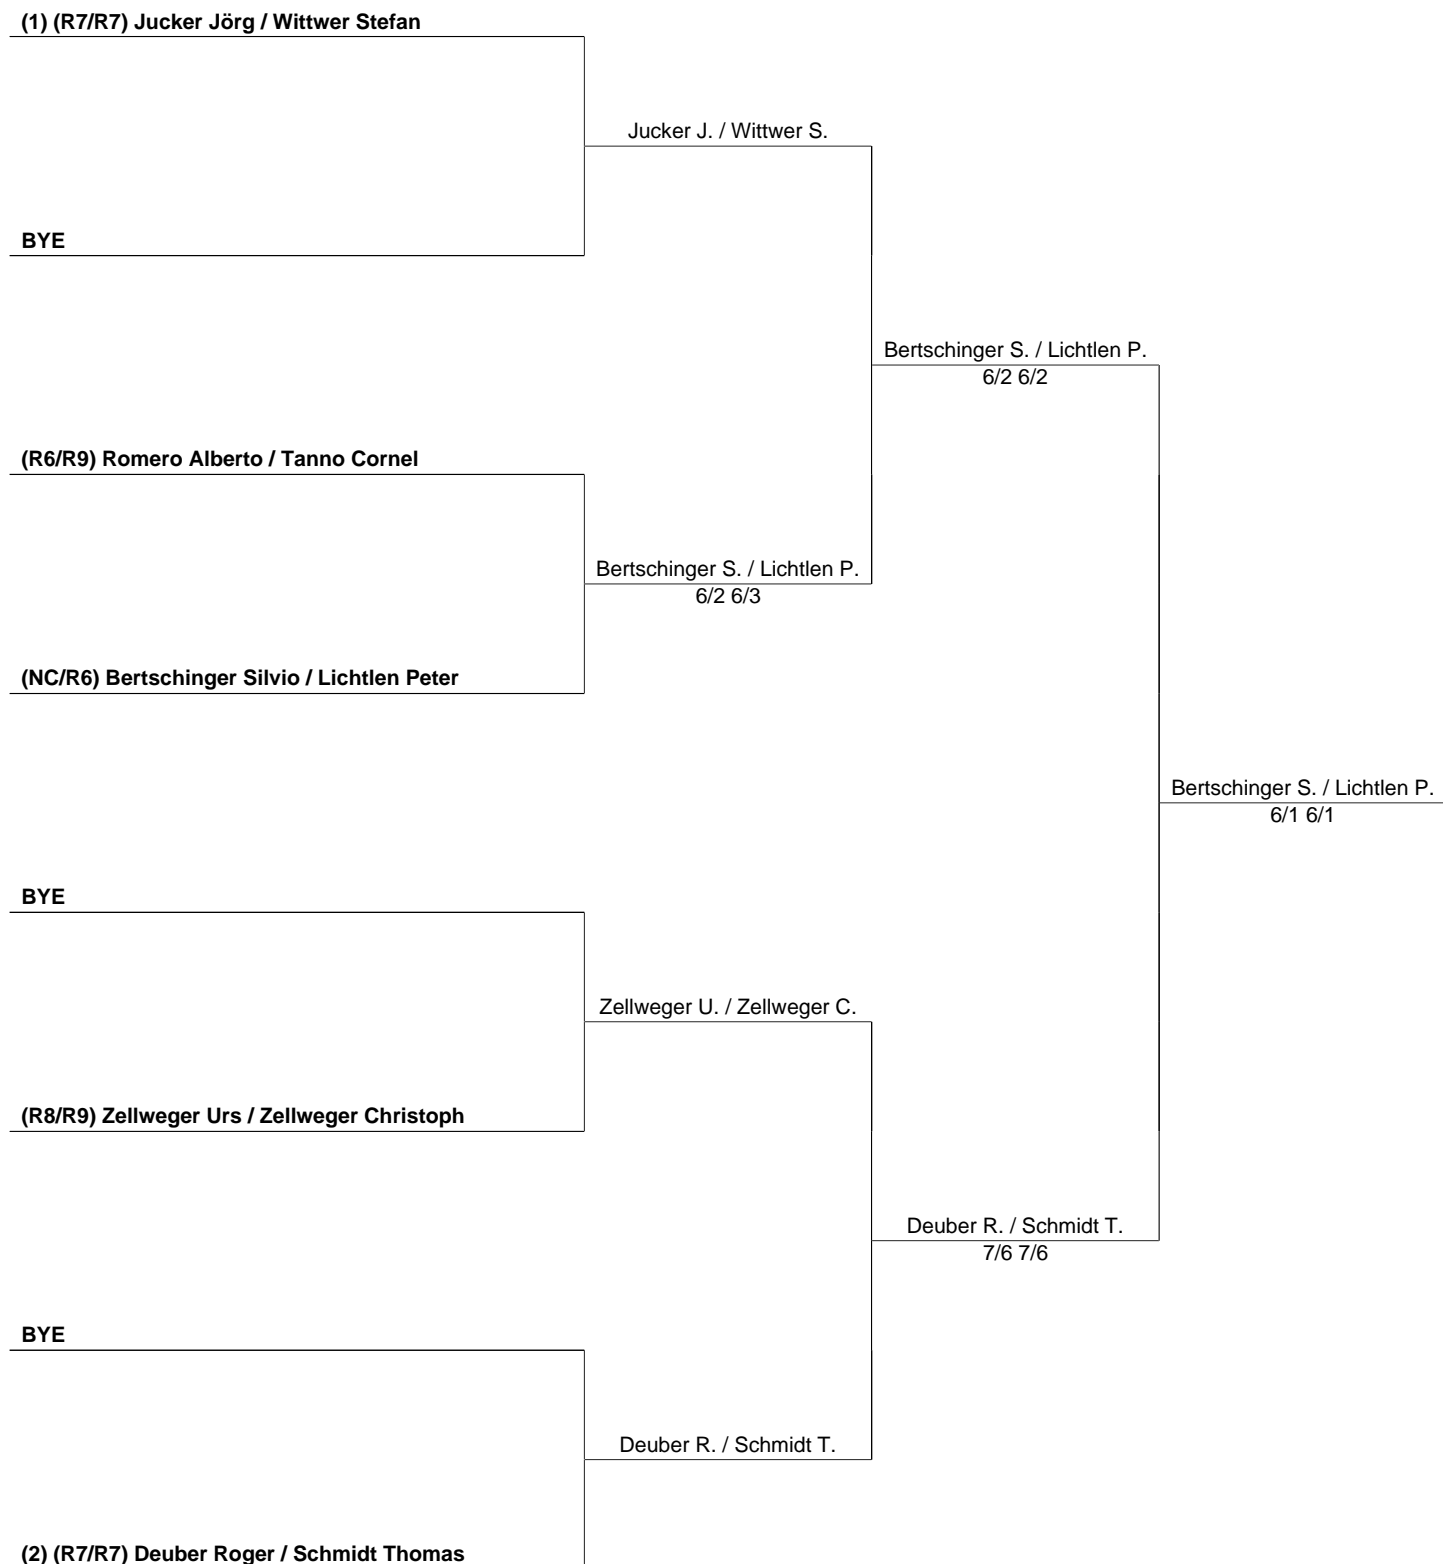 (1) (R7/R7) Jucker Jörg / Wittwer Stefan
Jucker J. / Wittwer S.
BYE
Bertschinger S. / Lichtlen P.
6/2 6/2
(R6/R9) Romero Alberto / Tanno Cornel
Bertschinger S. / Lichtlen P.
6/2 6/3
(NC/R6) Bertschinger Silvio / Lichtlen Peter
Bertschinger S. / Lichtlen P.
6/1 6/1
BYE
Zellweger U. / Zellweger C.
(R8/R9) Zellweger Urs / Zellweger Christoph
Deuber R. / Schmidt T.
7/6 7/6
BYE
Deuber R. / Schmidt T.
(2) (R7/R7) Deuber Roger / Schmidt Thomas